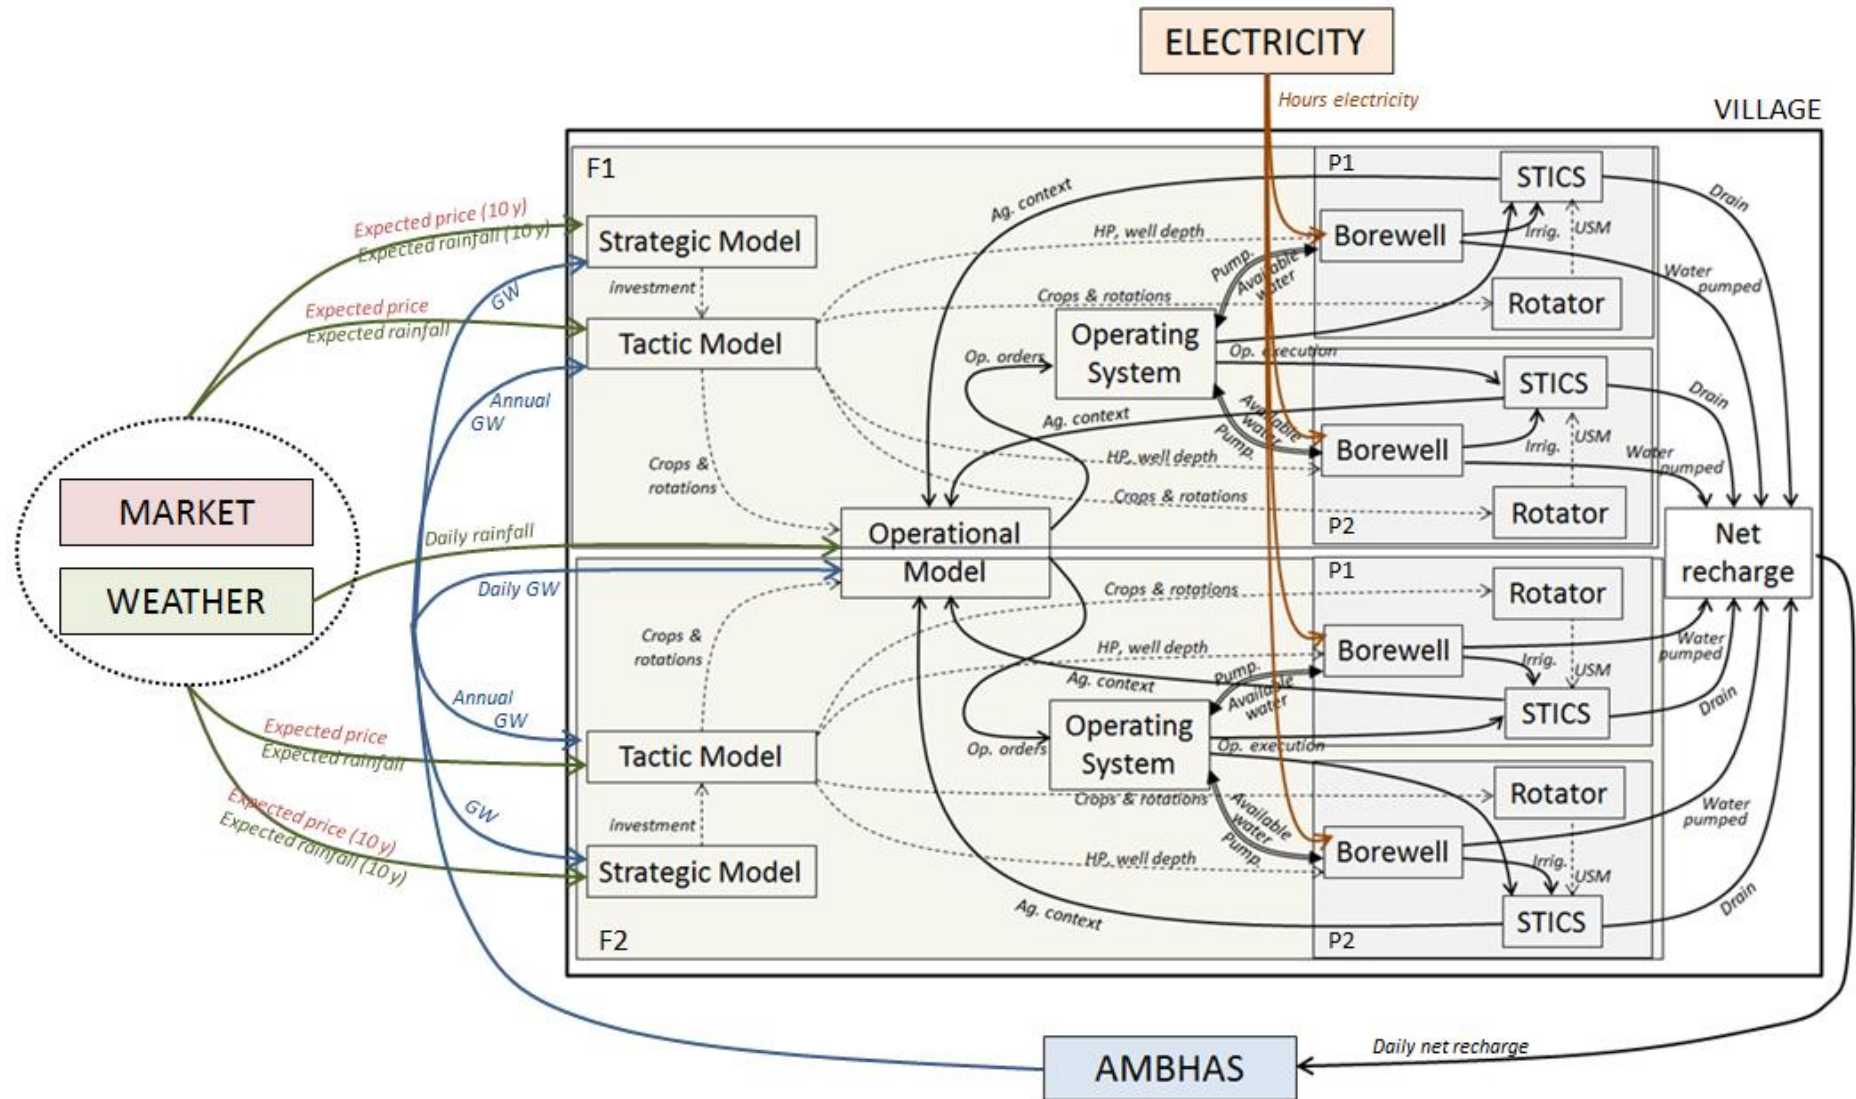 ELECTRICITY
Hours electricity
VILLAGE
F1
P1
STICS
Drain
Ag. context
Expected price (10 y)
Expected rainfall (10 y)
Strategic Model
HP, well depth
Borewell
Irrig.
USM
Pump.
Available
water
Water
pumped
GW
investment
Crops & rotations
Rotator
Expected price
Expected rainfall
Tactic Model
Operating
System
Op. orders
Op. execution
STICS
Drain
Annual
GW
Ag. context
Available
water
Pump.
Borewell
Irrig.
USM
Water
pumped
HP, well depth
Crops &
rotations
Crops & rotations
Rotator
P2
MARKET
Daily rainfall
Operational
Model
Net
recharge
WEATHER
Daily GW
P1
Crops & rotations
Rotator
Crops &
rotations
HP, well depth
Borewell
Irrig.
USM
Water
pumped
Pump.
Available
water
Ag. context
STICS
Drain
Annual
GW
Expected price
Expected rainfall
Tactic Model
Op. orders
Operating
System
Op. execution
Crops & rotations
Rotator
Expected price (10 y)
Expected rainfall (10 y)
GW
investment
Available
water
Pump.
Water
pumped
Borewell
HP, well depth
Irrig.
USM
Strategic Model
Ag. context
STICS
Drain
F2
P2
Daily net recharge
AMBHAS